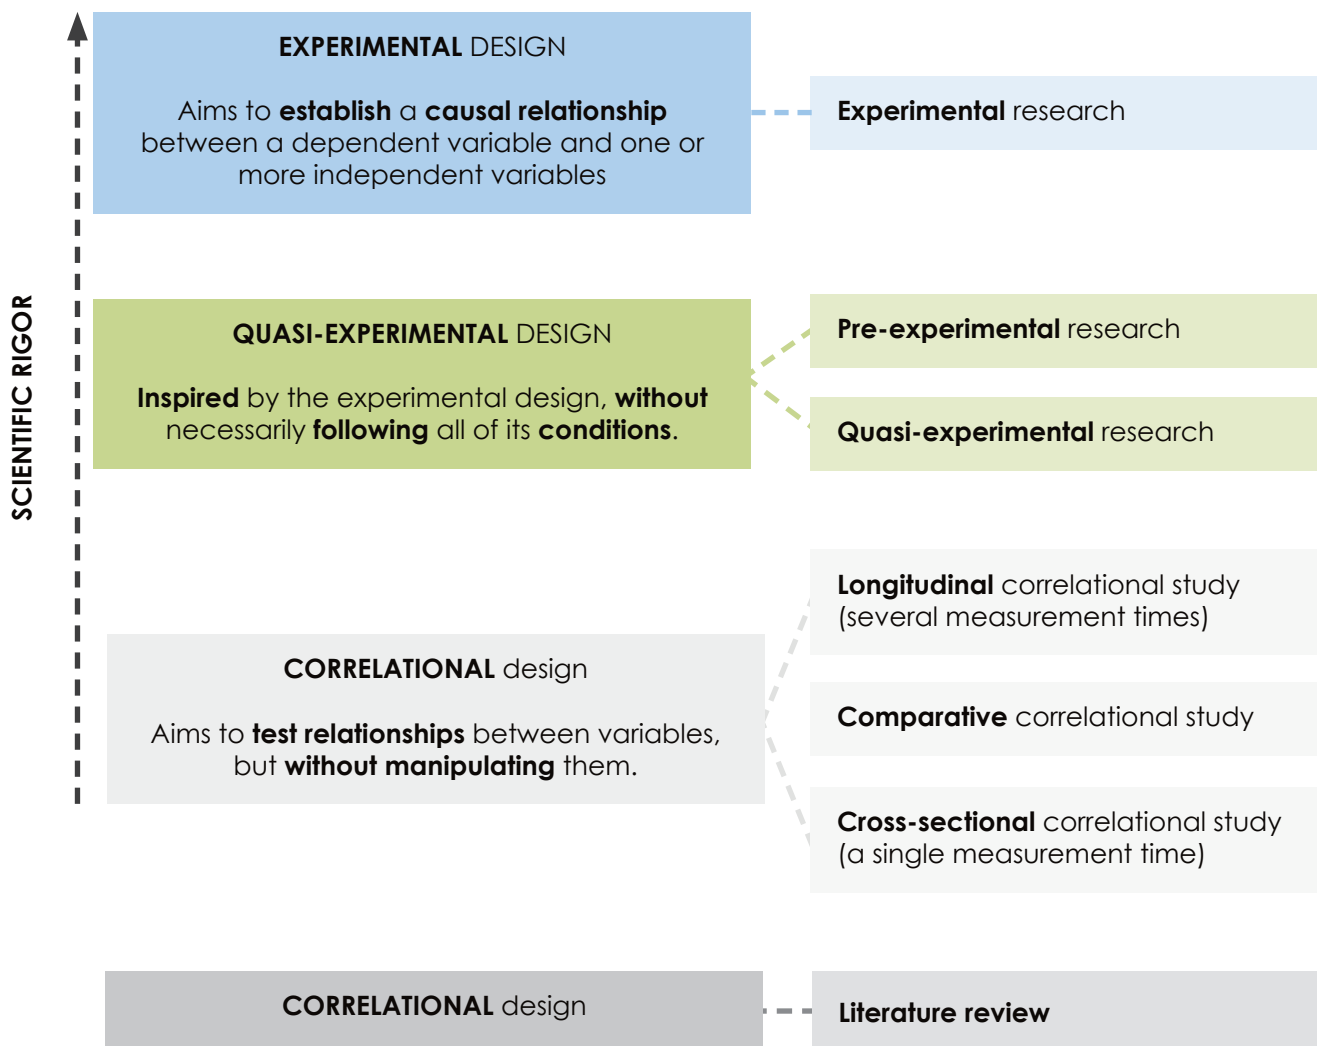 SCIENTIFIC RIGOR
EXPERIMENTAL DESIGN
Aims to establish a causal relationship
between a dependent variable and one or
more independent variables
Experimental research
QUASI-EXPERIMENTAL DESIGN
Inspired by the experimental design, without
necessarily following all of its conditions.
Pre-experimental research
Quasi-experimental research
CORRELATIONAL design
Aims to test relationships between variables,
but without manipulating them.
Longitudinal correlational study
(several measurement times)
Comparative correlational study
Cross-sectional correlational study
(a single measurement time)
CORRELATIONAL design
Literature review